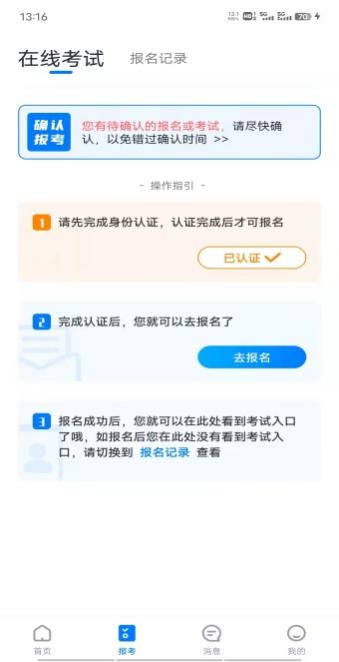 13:16
70
在线考试 报名记录
确认
报考
您有待确认的报名或考试，请尽快确
认，以免错过确认时间 >>
- 操作指引 -
1 请先完成身份认证，认证完成后才可报名
已认证
2 完成认证后，您就可以去报名了
去报名
3 报名成功后，您就可以在此处看到考试入口
了哦，如报名后您在此处没有看到考试入
口，请切换到 报名记录 查看
首页 报考 消息 我的